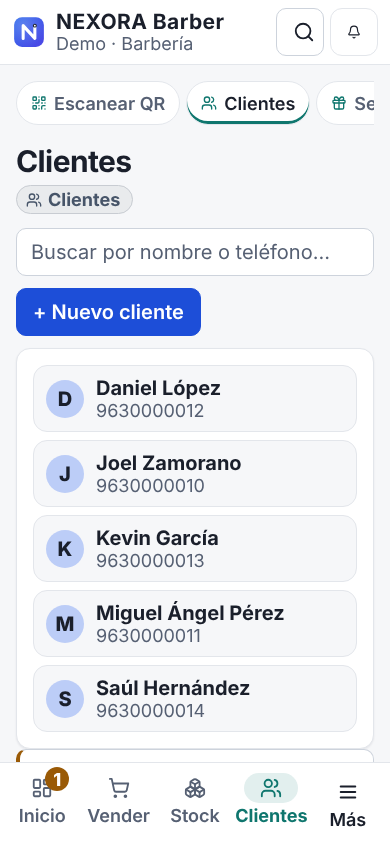 NEXORA Barber
Demo · Barbería
Escanear QR
Clientes
Se
Clientes
Clientes
Buscar por nombre o teléfono...
+ Nuevo cliente
D
Daniel López
9630000012
J
Joel Zamorano
9630000010
K
Kevin García
9630000013
M
Miguel Ángel Pérez
9630000011
S
Saúl Hernández
9630000014
1
Inicio
Vender
Stock
Clientes
Más